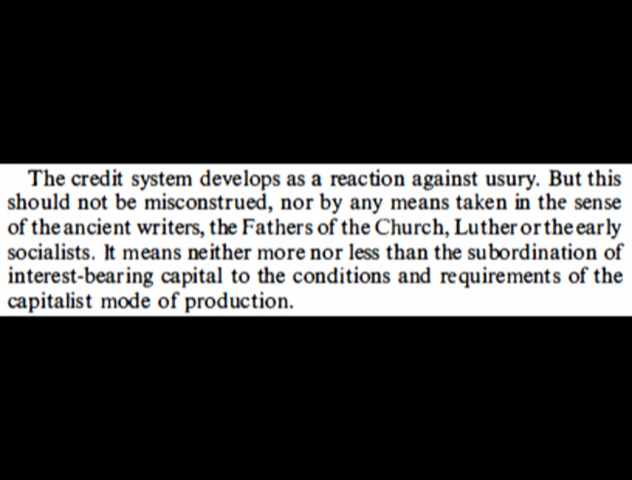 The credit system develops as a reaction against usury. But this
should not be misconstrued, nor by any means taken in the sense
of the ancient writers, the Fathers of the Church, Luther or the early
socialists. It means neither more nor less than the subordination of
interest-bearing capital to the conditions and requirements of the
capitalist mode of production.